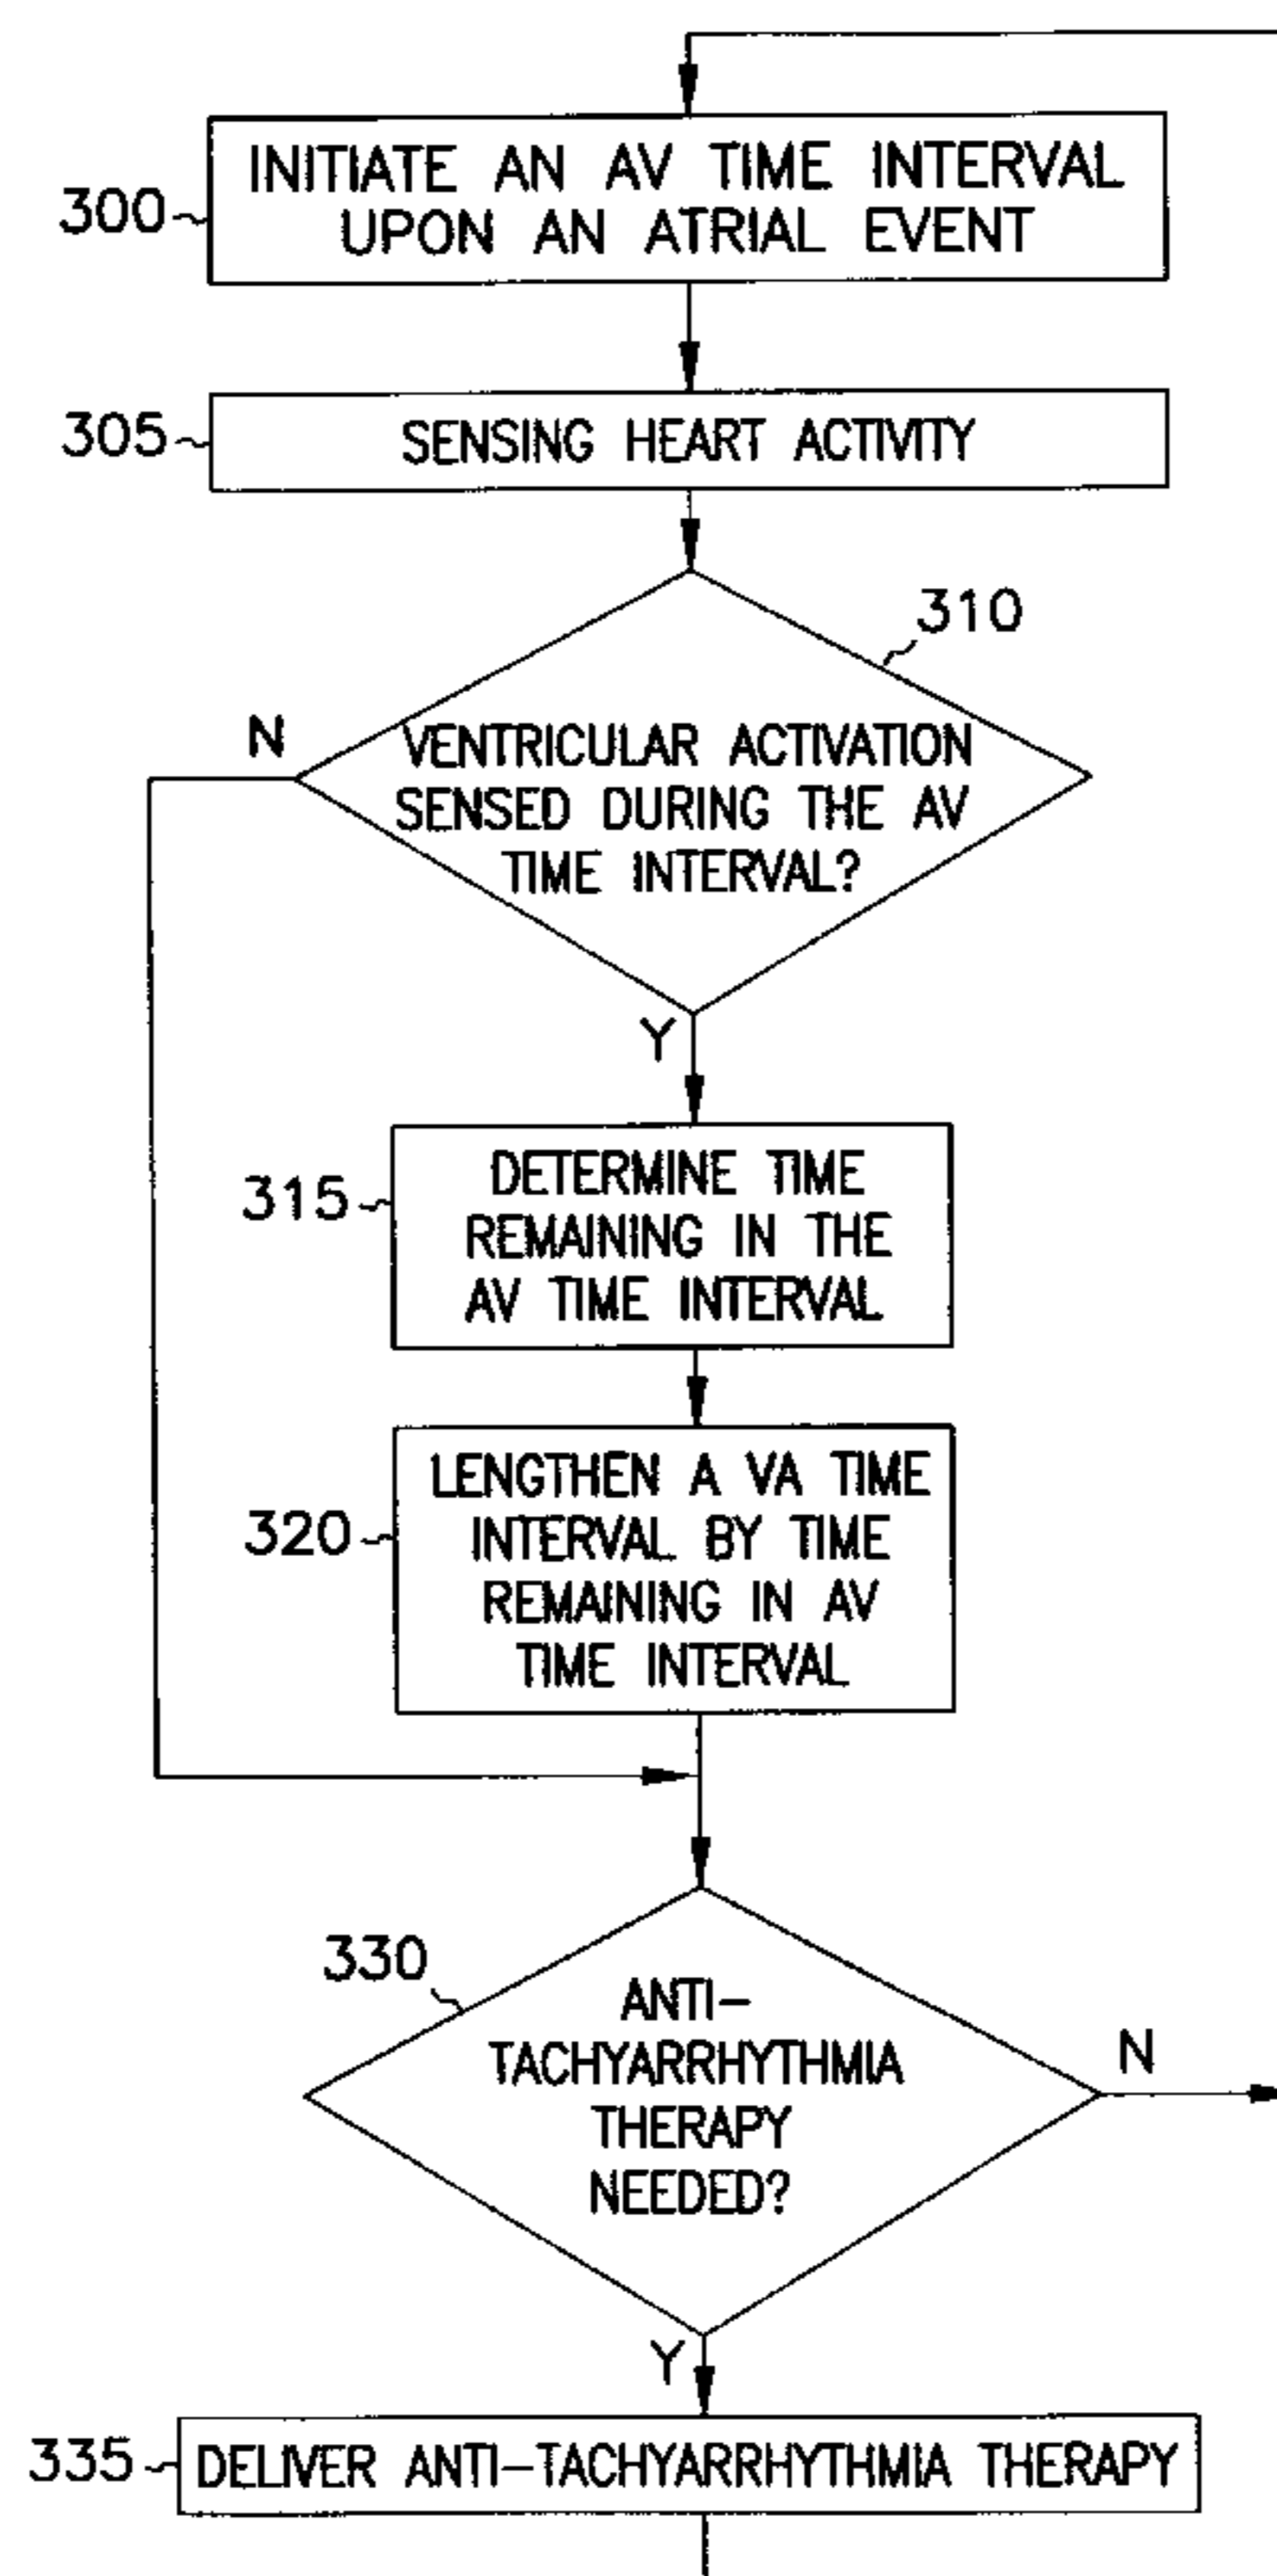 300
INITIATE AN AV TIME INTERVAL
UPON AN ATRIAL EVENT
305
SENSING HEART ACTIVITY
310
N
VENTRICULAR ACTIVATION
SENSED DURING THE AV
TIME INTERVAL?
Y
315
DETERMINE TIME
REMAINING IN THE
AV TIME INTERVAL
320
LENGTHEN A VA TIME
INTERVAL BY TIME
REMAINING IN AV
TIME INTERVAL
330
ANTI-
TACHYARRHYTHMIA
THERAPY
NEEDED?
N
Y
335
DELIVER ANTI-TACHYARRHYTHMIA THERAPY